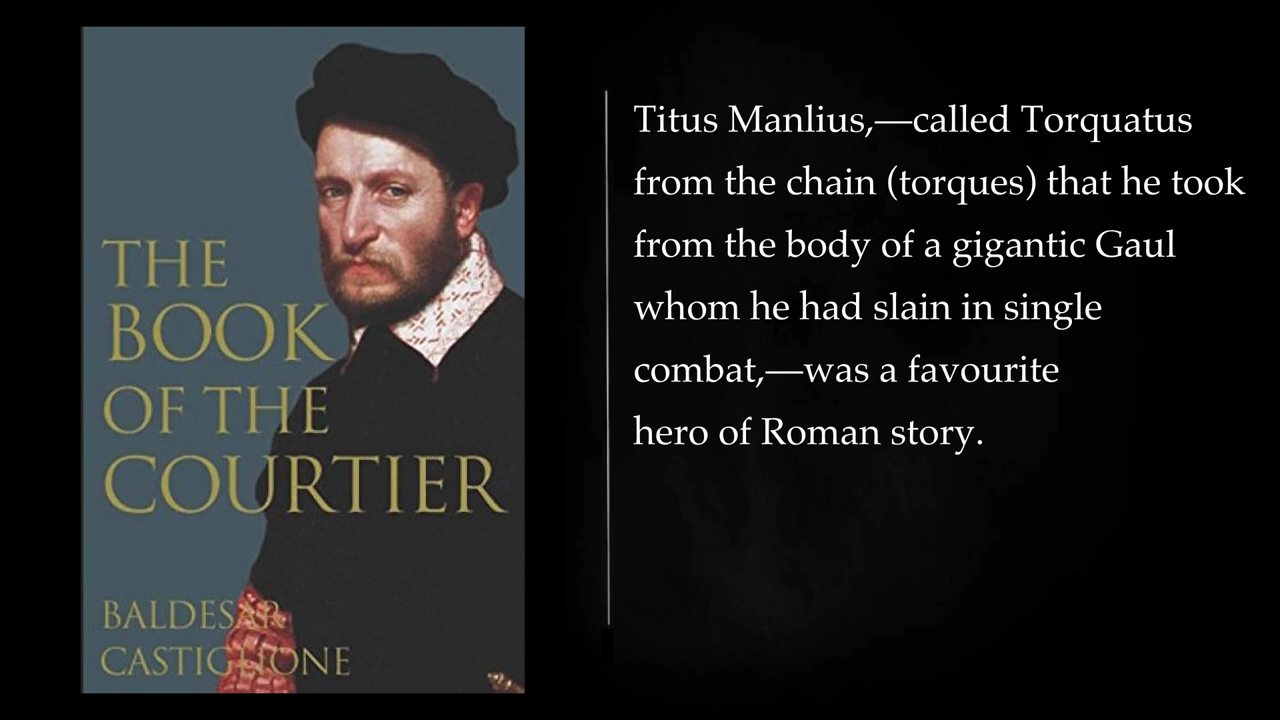 THE
BOOK
OF THE
COURTIER
BALDESAR
CASTIGLIONE
Titus Manlius,—called Torquatus
from the chain (torques) that he took
from the body of a gigantic Gaul
whom he had slain in single
combat,—was a favourite
hero of Roman story.